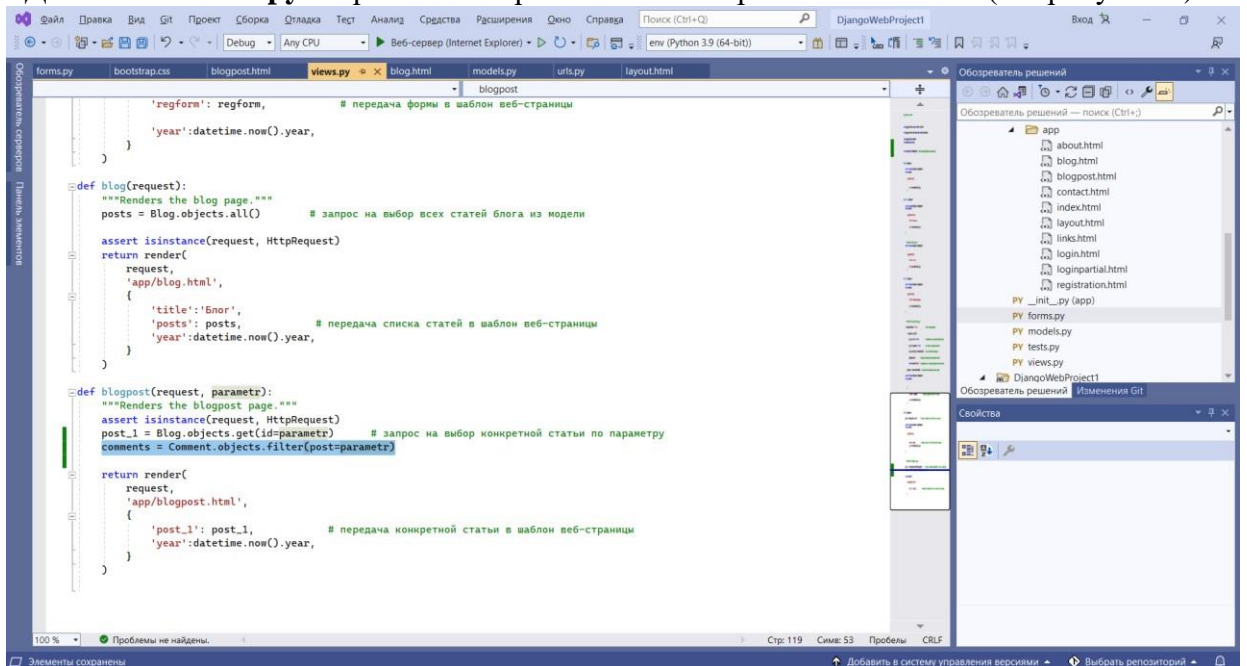 Файл Правка Вид Git Проект Сборка Отладка Тест Анализ Средства Расширения Окно Справка Поиск (Ctrl+Q) DjangoWebProject1 Вход
Debug Any CPU Веб-сервер (Internet Explorer) env (Python 3.9 (64-bit))
Обозреватель серверов
Панель элементов
forms.py bootstrap.css blogpost.html views.py blog.html models.py urls.py layout.html
blogpost
'regform': regform, # передача формы в шаблон веб-страницы
'year':datetime.now().year,
}
)
def blog(request):
"""Renders the blog page."""
posts = Blog.objects.all() # запрос на выбор всех статей блога из модели
assert isinstance(request, HttpRequest)
return render(
request,
'app/blog.html',
{
'title':'Блог',
'posts': posts, # передача списка статей в шаблон веб-страницы
'year':datetime.now().year,
}
)
def blogpost(request, parametr):
"""Renders the blogpost page."""
assert isinstance(request, HttpRequest)
post_1 = Blog.objects.get(id=parametr) # запрос на выбор конкретной статьи по параметру
comments = Comment.objects.filter(post=parametr)
return render(
request,
'app/blogpost.html',
{
'post_1': post_1, # передача конкретной статьи в шаблон веб-страницы
'year':datetime.now().year,
}
)
100 % Проблемы не найдены. Стр: 119 Симв: 53 Пробелы CRLF
Обозреватель решений
Обозреватель решений — поиск (Ctrl+;)
app
about.html
blog.html
blogpost.html
contact.html
index.html
layout.html
links.html
login.html
loginpartial.html
registration.html
PY __init__.py (app)
PY forms.py
PY models.py
PY tests.py
PY views.py
DjangoWebProject1
Обозреватель решений Изменения Git
Свойства
Элементы сохранены Добавить в систему управления версиями Выбрать репозиторий